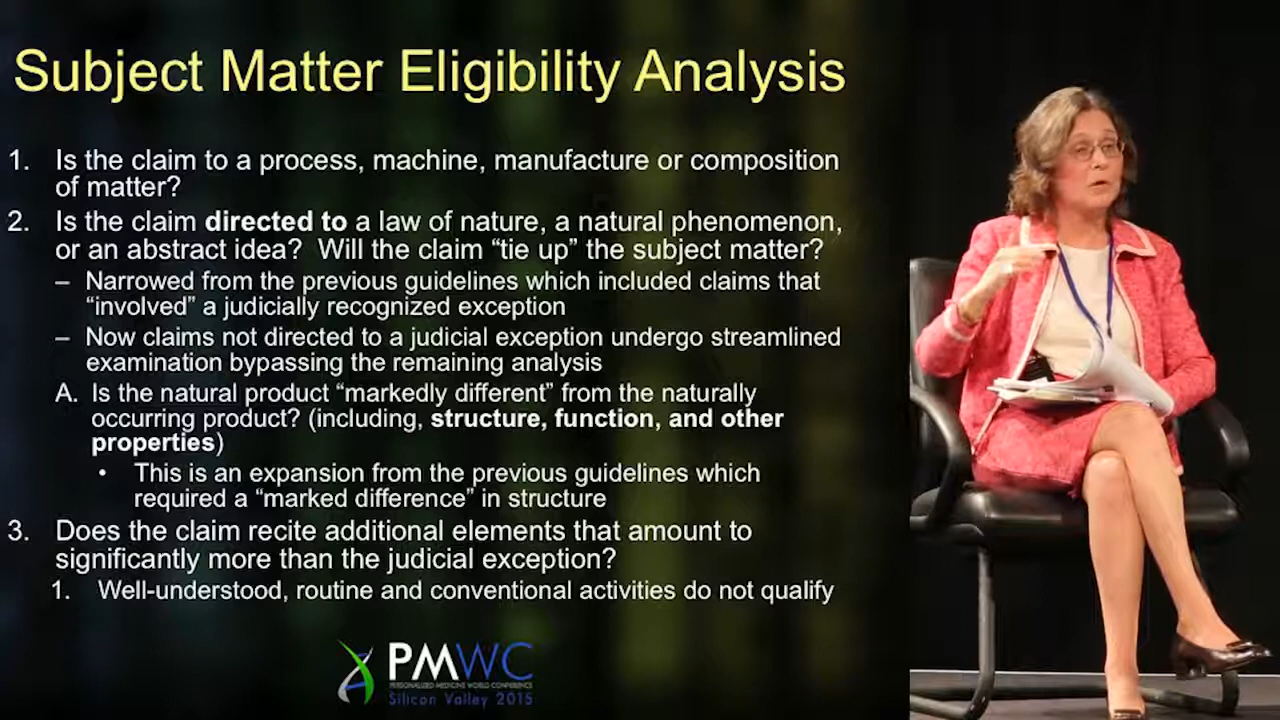 Subject Matter Eligibility Analysis
1. Is the claim to a process, machine, manufacture or composition
of matter?
2. Is the claim directed to a law of nature, a natural phenomenon,
or an abstract idea? Will the claim “tie up” the subject matter?
– Narrowed from the previous guidelines which included claims that
“involved” a judicially recognized exception
– Now claims not directed to a judicial exception undergo streamlined
examination bypassing the remaining analysis
A. Is the natural product “markedly different” from the naturally
occurring product? (including, structure, function, and other
properties)
• This is an expansion from the previous guidelines which
required a “marked difference” in structure
3. Does the claim recite additional elements that amount to
significantly more than the judicial exception?
1. Well-understood, routine and conventional activities do not qualify
PMWC
PERSONALIZED MEDICINE WORLD CONFERENCE
Silicon Valley 2015